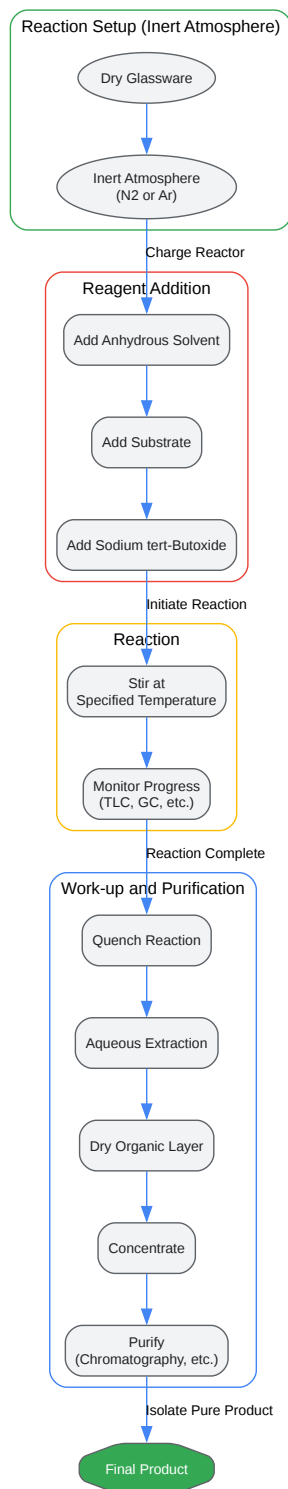 Reaction Setup (Inert Atmosphere)
Dry Glassware
Inert Atmosphere
(N2 or Ar)
Charge Reactor
Reagent Addition
Add Anhydrous Solvent
Add Substrate
Add Sodium tert-Butoxide
Initiate Reaction
Reaction
Stir at
Specified Temperature
Monitor Progress
(TLC, GC, etc.)
Reaction Complete
Work-up and Purification
Quench Reaction
Aqueous Extraction
Dry Organic Layer
Concentrate
Purify
(Chromatography, etc.)
Isolate Pure Product
Final Product